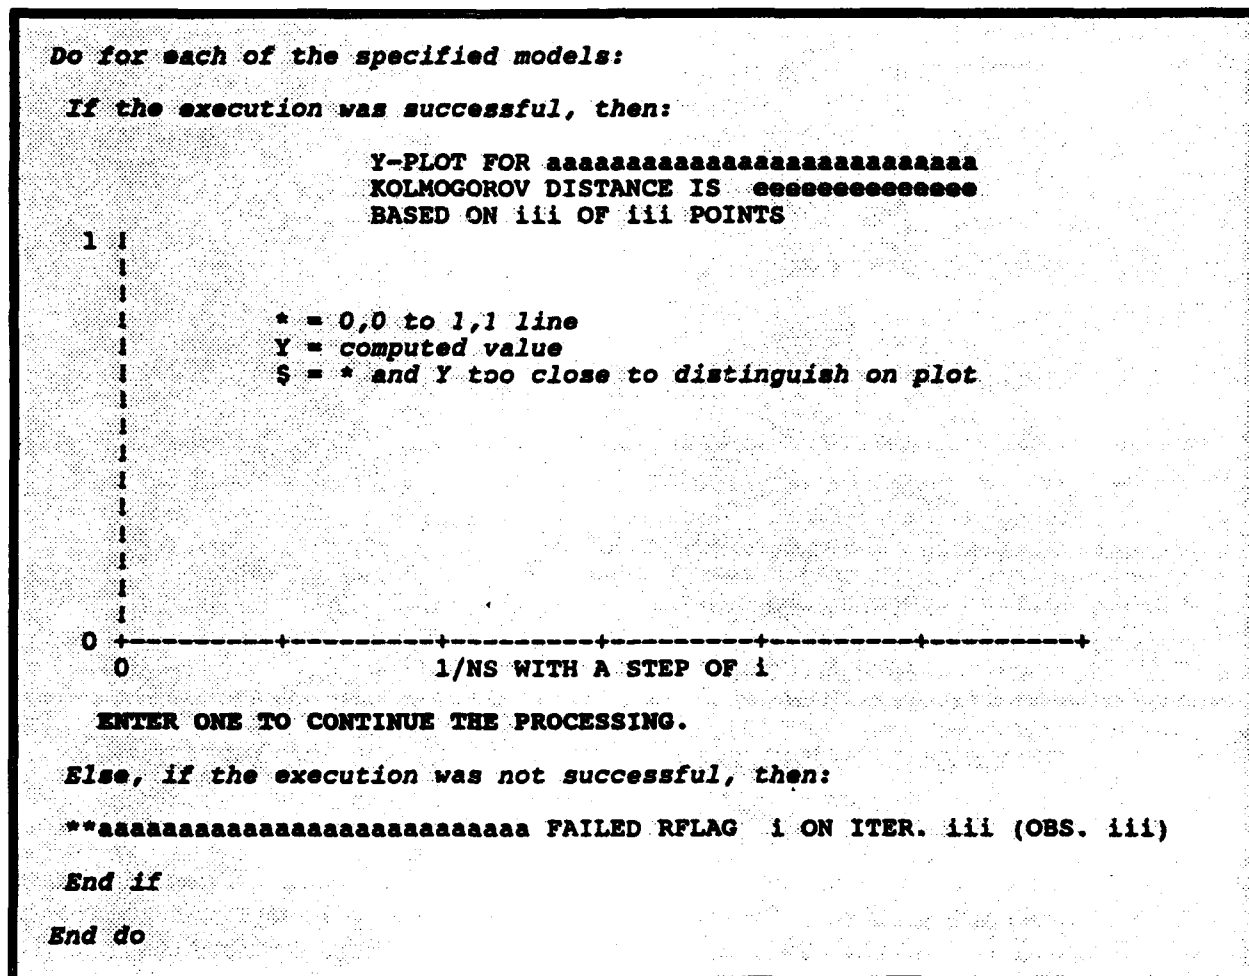 Do for each of the specified models:
If the execution was successful, then:
Y-PLOT FOR aaaaaaaaaaaaaaaaaaaaaaaaaaa
KOLMOGOROV DISTANCE IS  eeeeeeeeeeeeee
BASED ON iii OF iii POINTS
1
* = 0,0 to 1,1 line
Y = computed value
$ = * and Y too close to distinguish on plot
0 +---------+---------+---------+---------+---------+---------+
0 1/NS WITH A STEP OF i
ENTER ONE TO CONTINUE THE PROCESSING.
Else, if the execution was not successful, then:
**aaaaaaaaaaaaaaaaaaaaaaaaaaa FAILED RFLAG  i ON ITER. iii (OBS. iii)
End if
End do